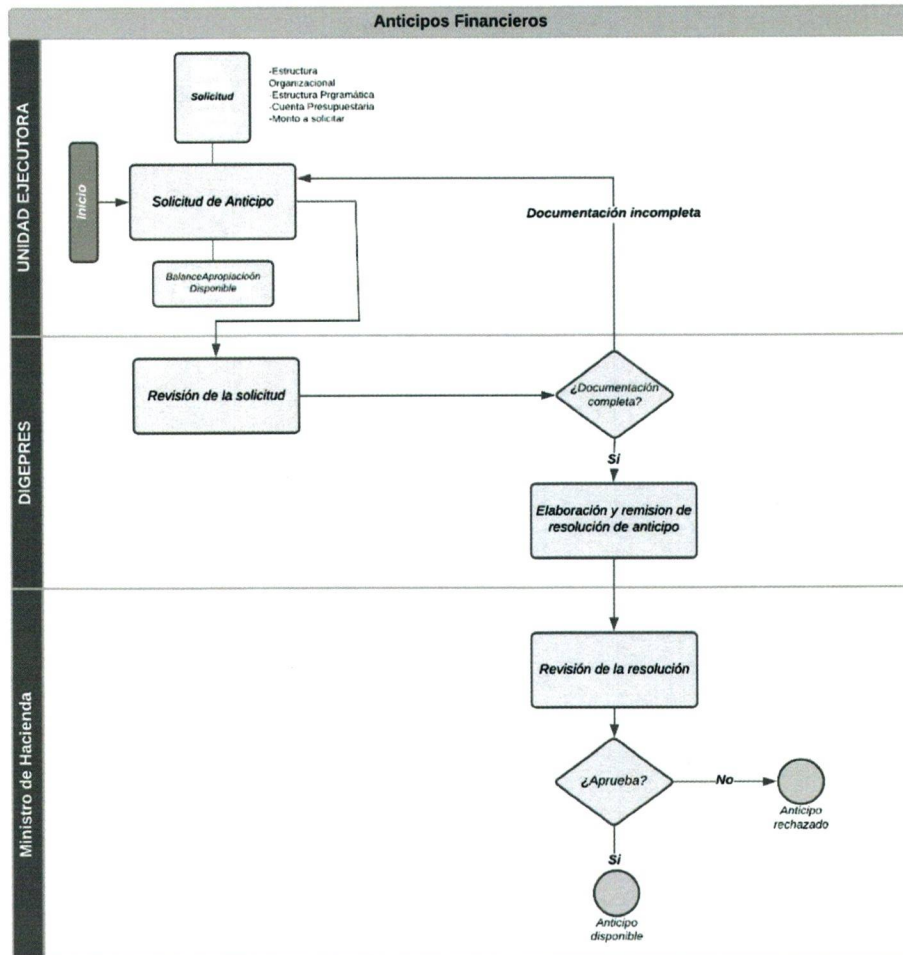 Anticipos Financieros
UNIDAD EJECUTORA
Solicitud
-Estructura
Organizacional
-Estructura Prgramática
-Cuenta Presupuestaria
-Monto a solicitar
inicio
Solicitud de Anticipo
Documentación incompleta
BalanceApropiacioón
Disponible
DIGEPRES
Revisión de la solicitud
¿Documentación
completa?
Si
Elaboración y remision de
resolución de anticipo
Ministro de Hacienda
Revisión de la resolución
¿Aprueba?
No
Anticipo
rechazado
Si
Anticipo
disponible